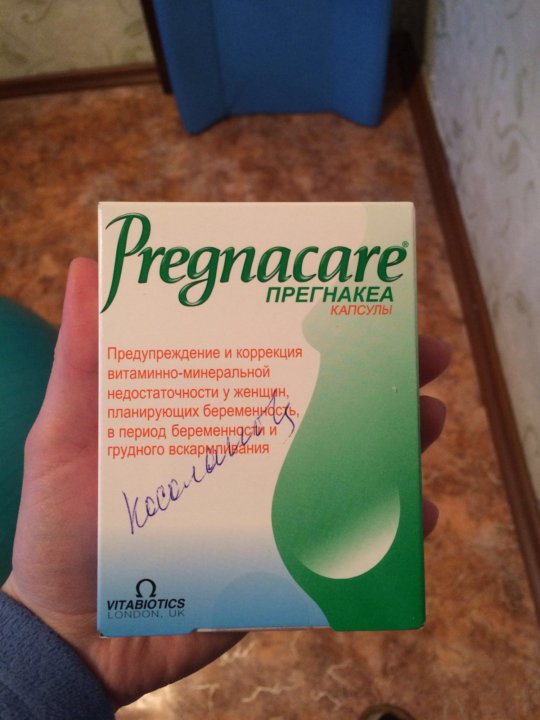 Pregnacare®
ПРЕГНАКЕА
КАПСУЛЫ
Предупреждение и коррекция
витаминно-минеральной
недостаточности у женщин,
планирующих беременность,
в период беременности и
грудного вскармливания
VITABIOTICS
LONDON, UK